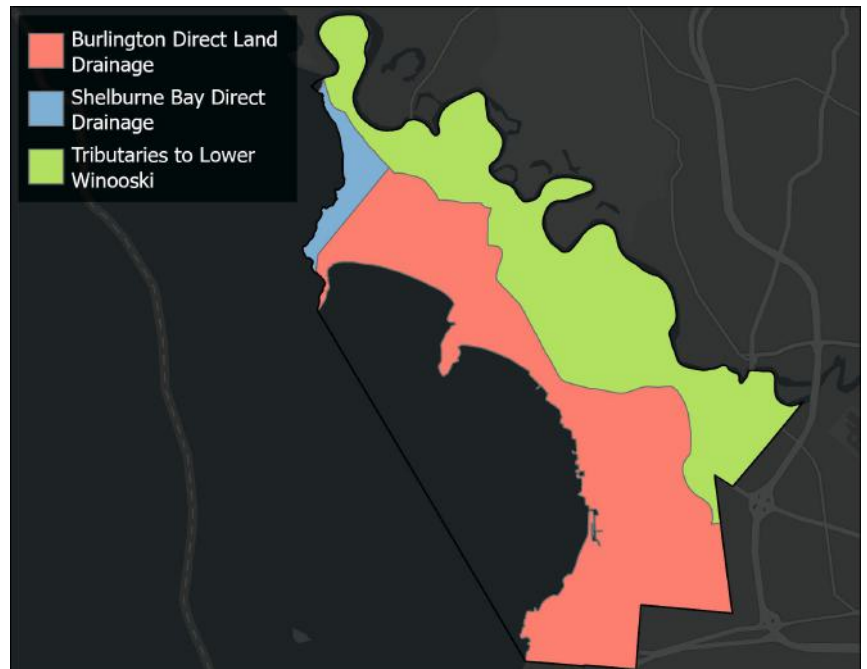 Burlington Direct Land
Drainage
Shelburne Bay Direct
Drainage
Tributaries to Lower
Winooski